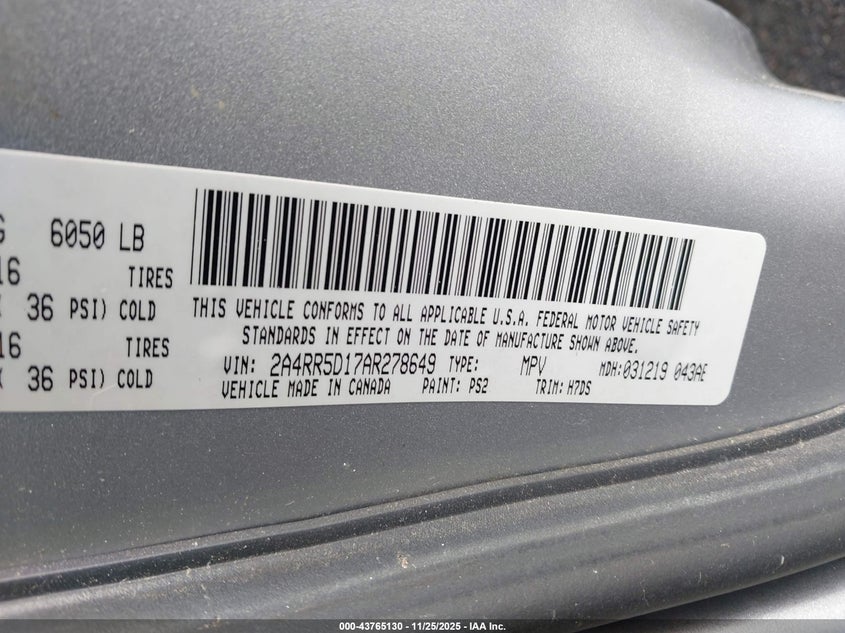 6050 LB
16 TIRES
36 PSI) COLD
16 TIRES
36 PSI) COLD
THIS VEHICLE CONFORMS TO ALL APPLICABLE U.S.A. FEDERAL MOTOR VEHICLE SAFETY
STANDARDS IN EFFECT ON THE DATE OF MANUFACTURE SHOWN ABOVE.
VIN: 2A4RR5D17AR278649 TYPE: MPV MDH: 031219 043AE
VEHICLE MADE IN CANADA PAINT: PS2 TRIM: H7DS
000-43765130 - 11/25/2025 - IAA Inc.